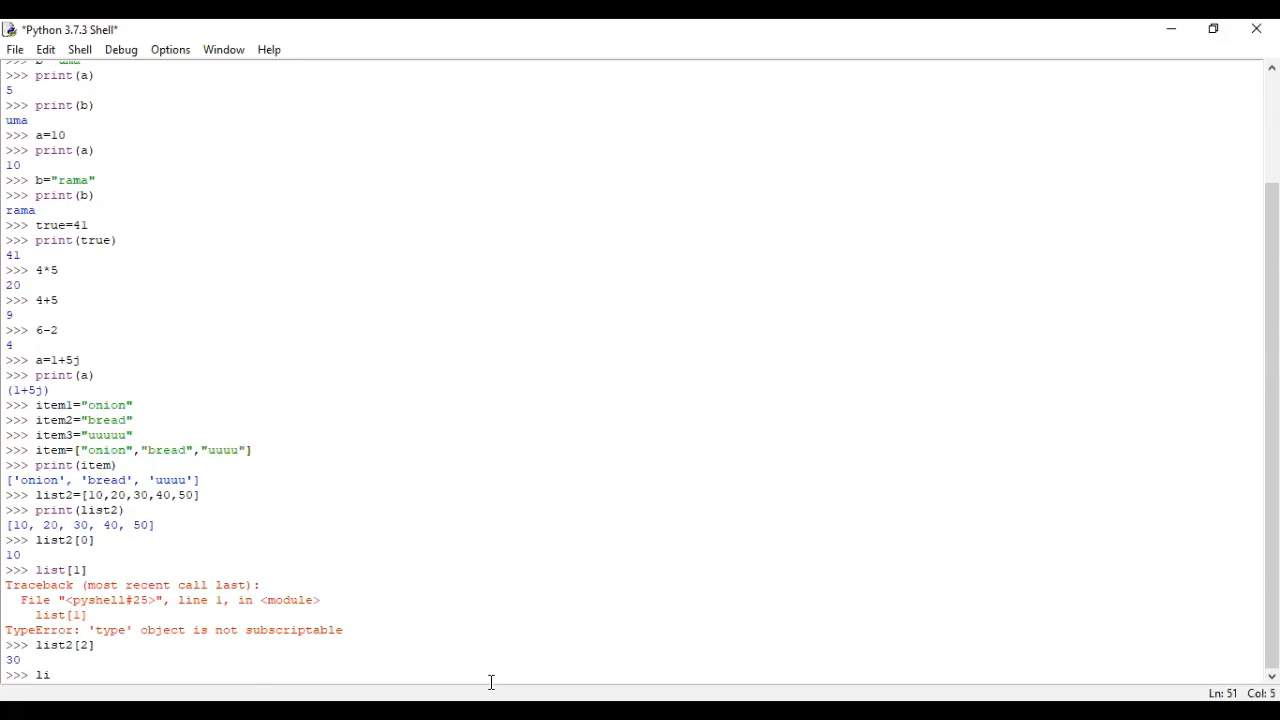 *Python 3.7.3 Shell*
File Edit Shell Debug Options Window Help
>>> print(a)
5
>>> print(b)
uma
>>> a=10
>>> print(a)
10
>>> b="rama"
>>> print(b)
rama
>>> true=41
>>> print(true)
41
>>> 4*5
20
>>> 4+5
9
>>> 6-2
4
>>> a=1+5j
>>> print(a)
(1+5j)
>>> item1="onion"
>>> item2="bread"
>>> item3="uuuuu"
>>> item=["onion","bread","uuuu"]
>>> print(item)
['onion', 'bread', 'uuuu']
>>> list2=[10,20,30,40,50]
>>> print(list2)
[10, 20, 30, 40, 50]
>>> list2[0]
10
>>> list[1]
Traceback (most recent call last):
  File "<pyshell#25>", line 1, in <module>
    list[1]
TypeError: 'type' object is not subscriptable
>>> list2[2]
30
>>> li
Ln: 51 Col: 5